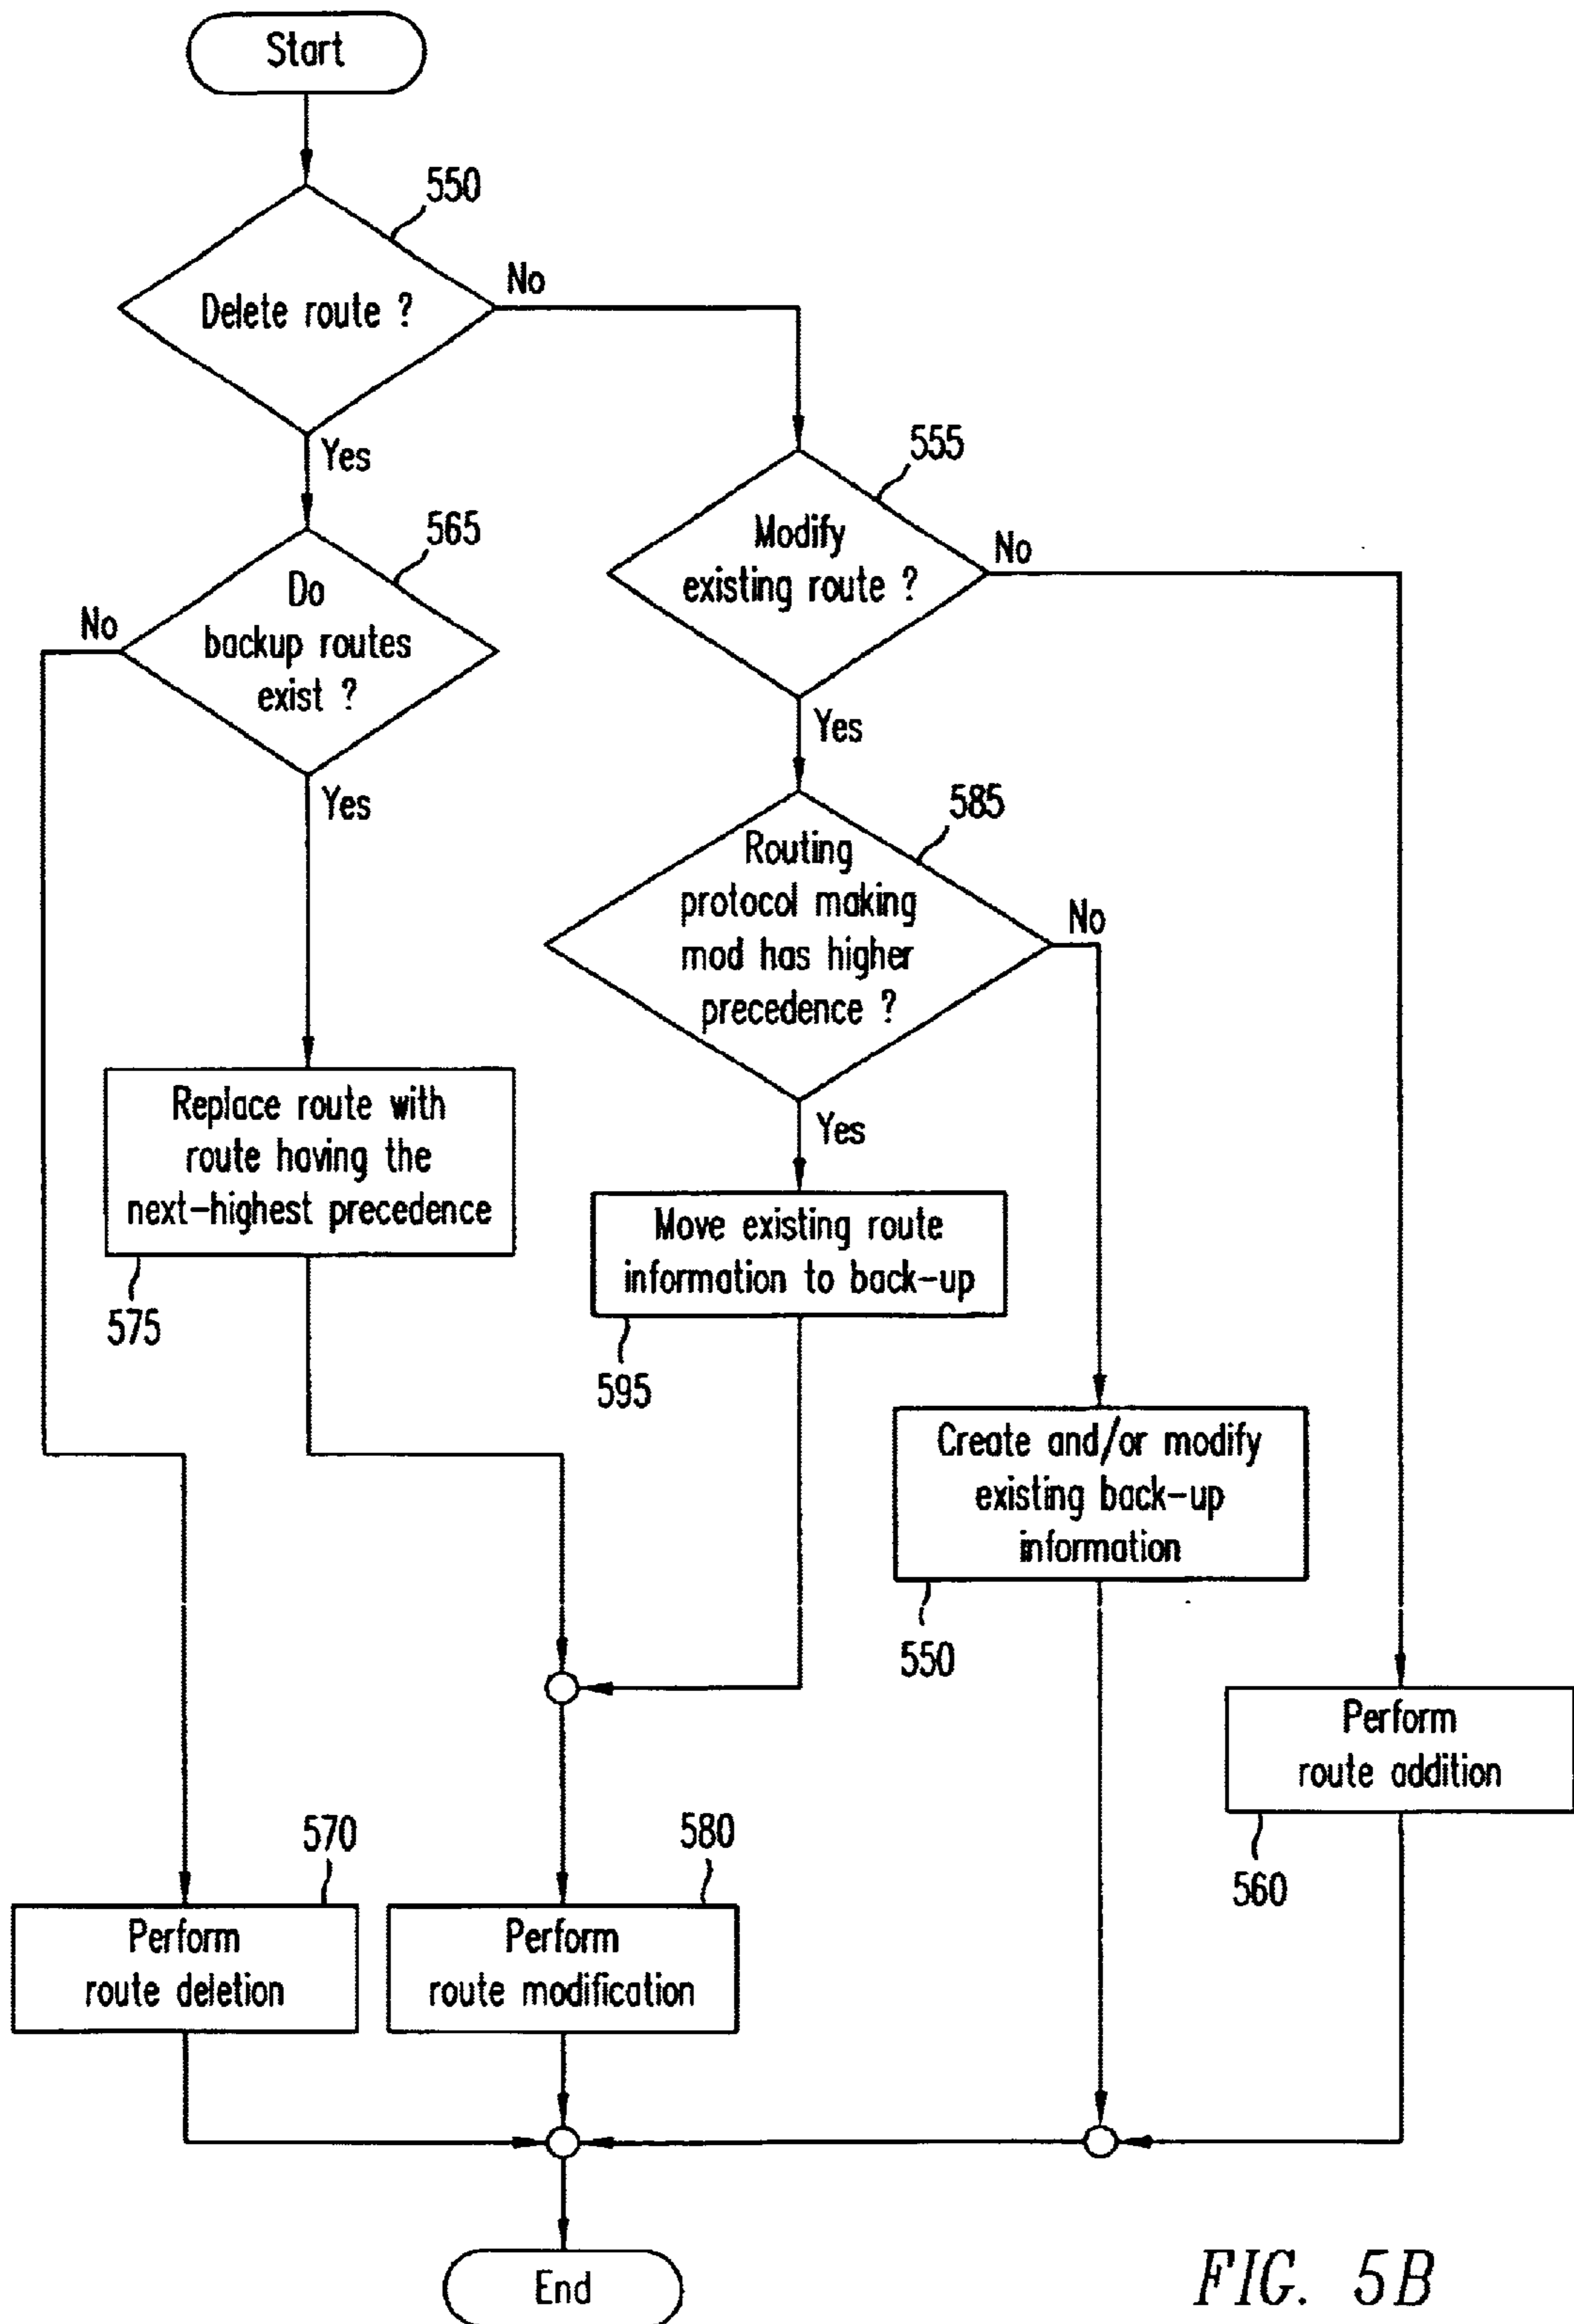 Start
550
Delete route ?
No
Yes
555
Modify
existing route ?
No
565
Do
backup routes
exist ?
No
Yes
Yes
585
Routing
protocol making
mod has higher
precedence ?
No
Yes
Replace route with
route having the
next-highest precedence
575
Move existing route
information to back-up
595
Create and/or modify
existing back-up
information
550
Perform
route addition
560
570
Perform
route deletion
580
Perform
route modification
End
FIG. 5B